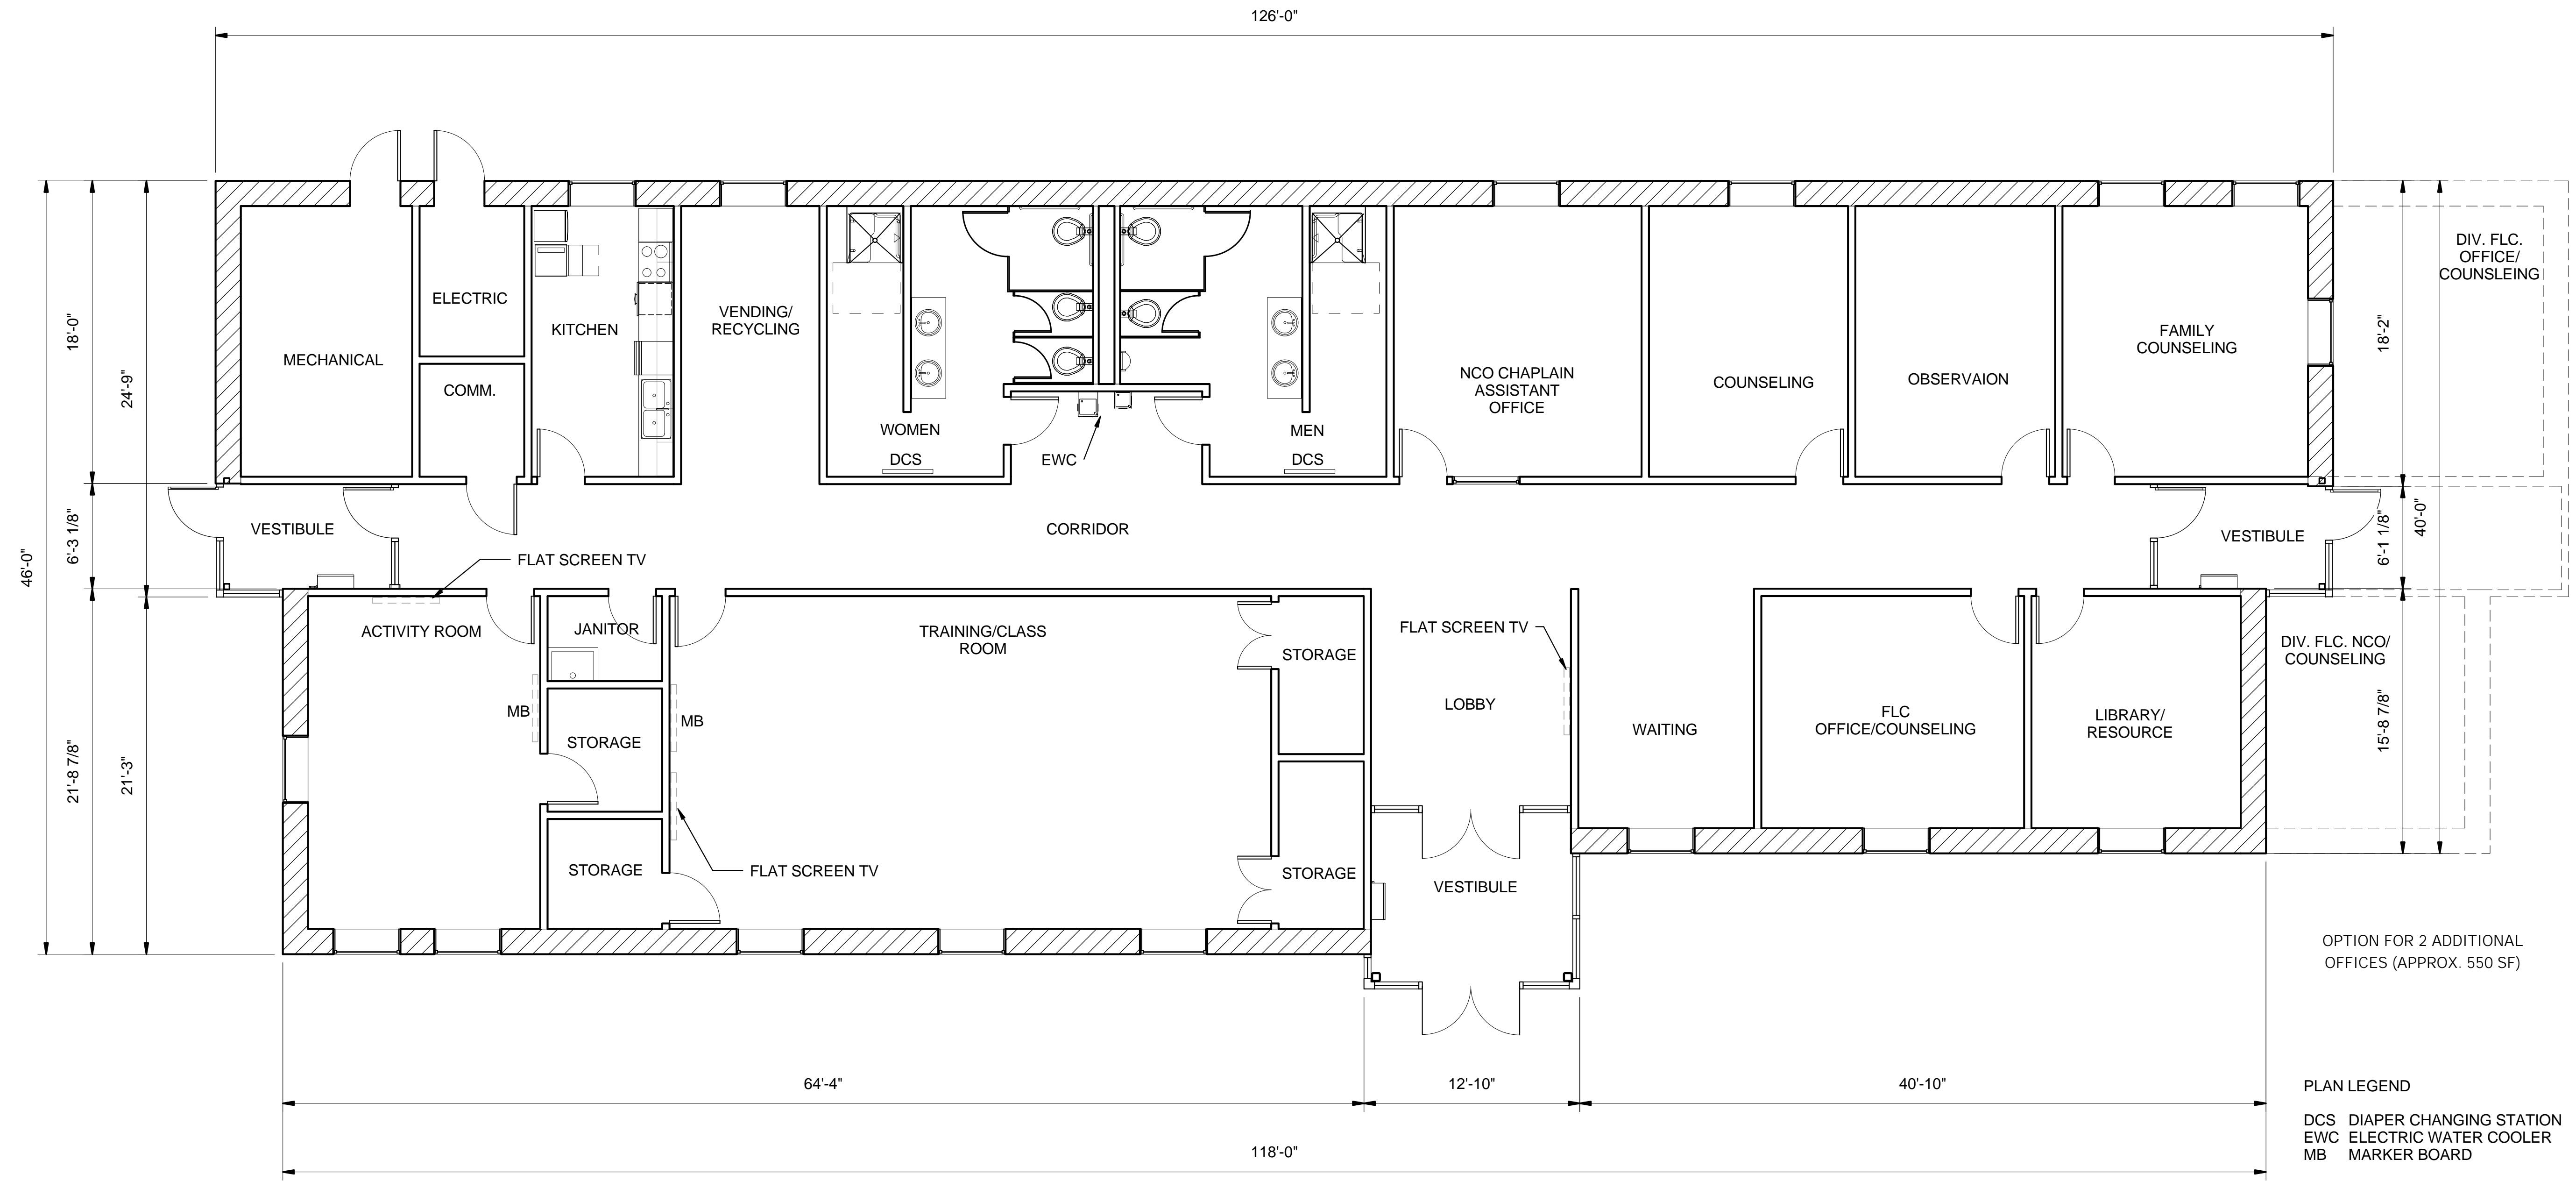 126'-0"
DIV. FLC.
OFFICE/
COUNSLEING
ELECTRIC
KITCHEN
VENDING/
RECYCLING
MECHANICAL
COMM.
NCO CHAPLAIN
ASSISTANT
OFFICE
COUNSELING
OBSERVAION
FAMILY
COUNSELING
WOMEN
DCS
EWC
MEN
DCS
18'-0"
24'-9"
18'-2"
VESTIBULE
FLAT SCREEN TV
CORRIDOR
VESTIBULE
46'-0"
6'-3 1/8"
6'-1 1/8"
40'-0"
ACTIVITY ROOM
JANITOR
TRAINING/CLASS
ROOM
STORAGE
FLAT SCREEN TV
DIV. FLC. NCO/
COUNSELING
MB
MB
STORAGE
LOBBY
WAITING
FLC
OFFICE/COUNSELING
LIBRARY/
RESOURCE
21'-8 7/8"
21'-3"
15'-8 7/8"
STORAGE
FLAT SCREEN TV
STORAGE
VESTIBULE
OPTION FOR 2 ADDITIONAL
OFFICES (APPROX. 550 SF)
64'-4"
12'-10"
40'-10"
118'-0"
PLAN LEGEND
DCS DIAPER CHANGING STATION
EWC ELECTRIC WATER COOLER
MB MARKER BOARD